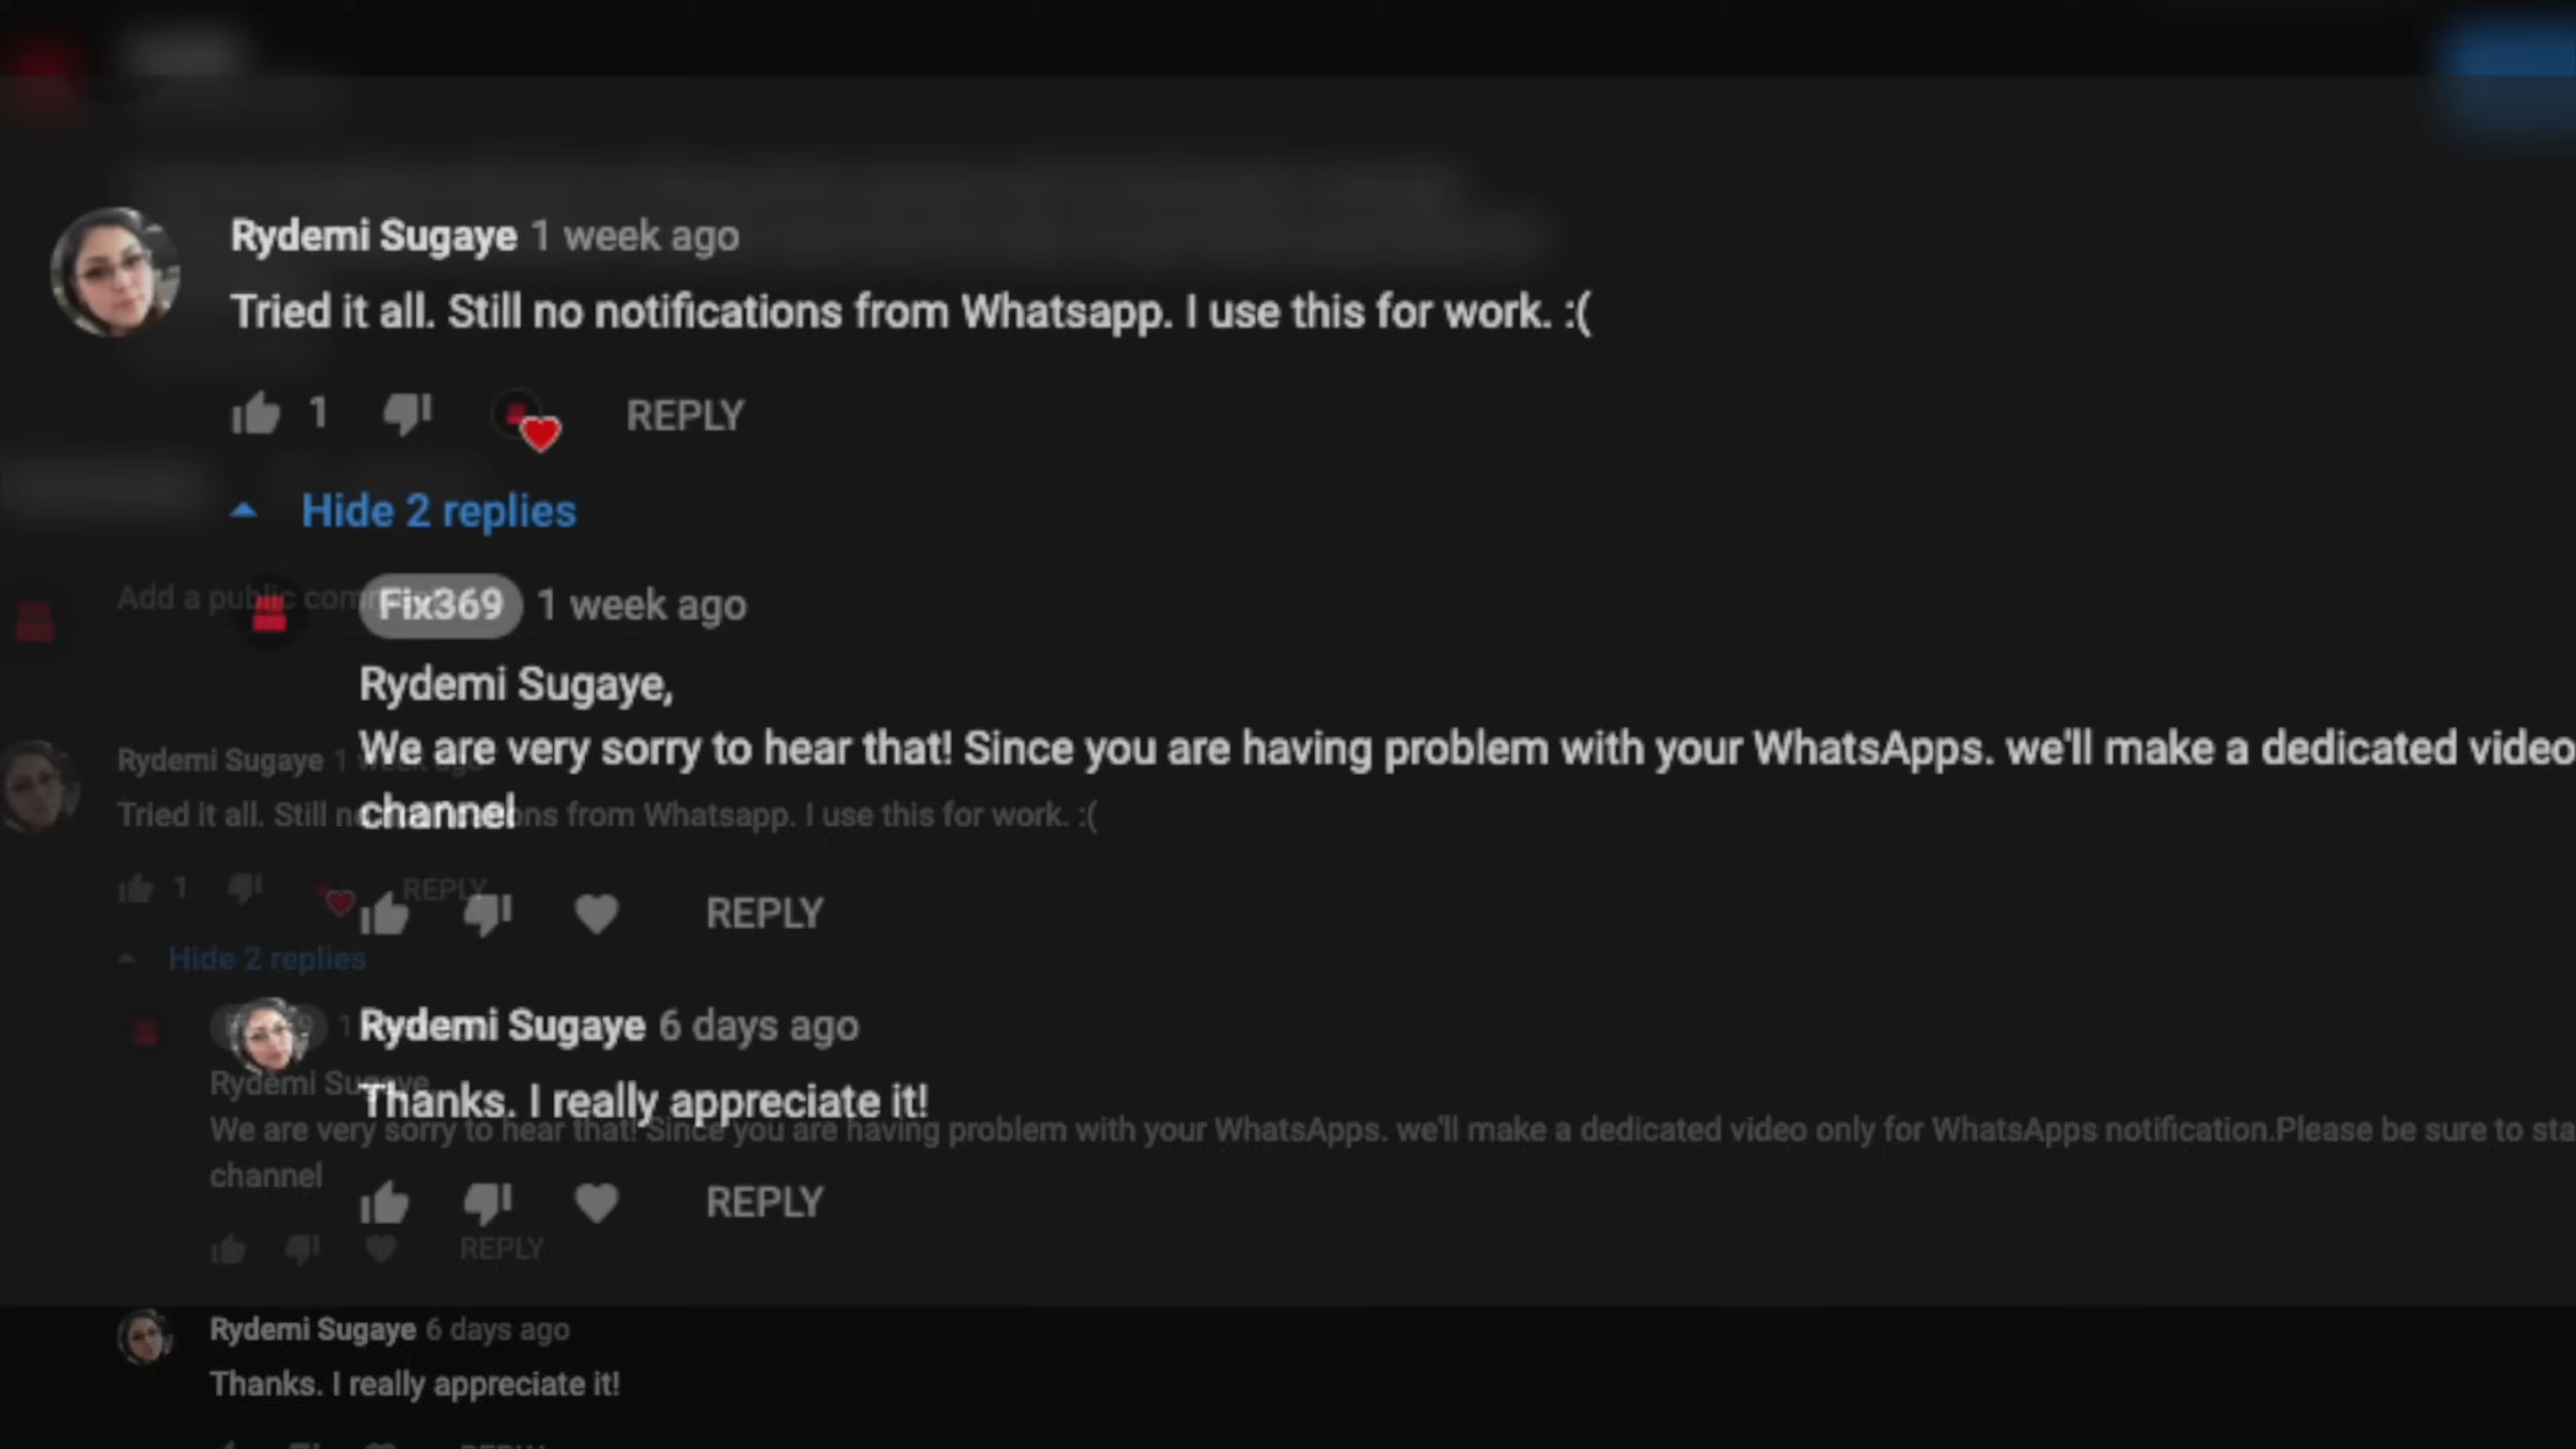 Rydemi Sugaye 1 week ago
Tried it all. Still no notifications from Whatsapp. I use this for work. :(
1 REPLY
Hide 2 replies
Add a public
Fix369 1 week ago
Rydemi Sugaye,
We are very sorry to hear that! Since you are having problem with your WhatsApps. we'll make a dedicated video
channel
REPLY
Rydemi Sugaye 6 days ago
Thanks. I really appreciate it!
REPLY
Rydemi Sugaye 1
Tried it all. Still from Whatsapp. I use this for work. :(
1 REPLY
Hide 2 replies
Rydemi Sugaye
We are very sorry to hear that! Since you are having problem with your WhatsApps. we'll make a dedicated video only for WhatsApps notification.Please be sure to
channel
REPLY
Rydemi Sugaye 6 days ago
Thanks. I really appreciate it!